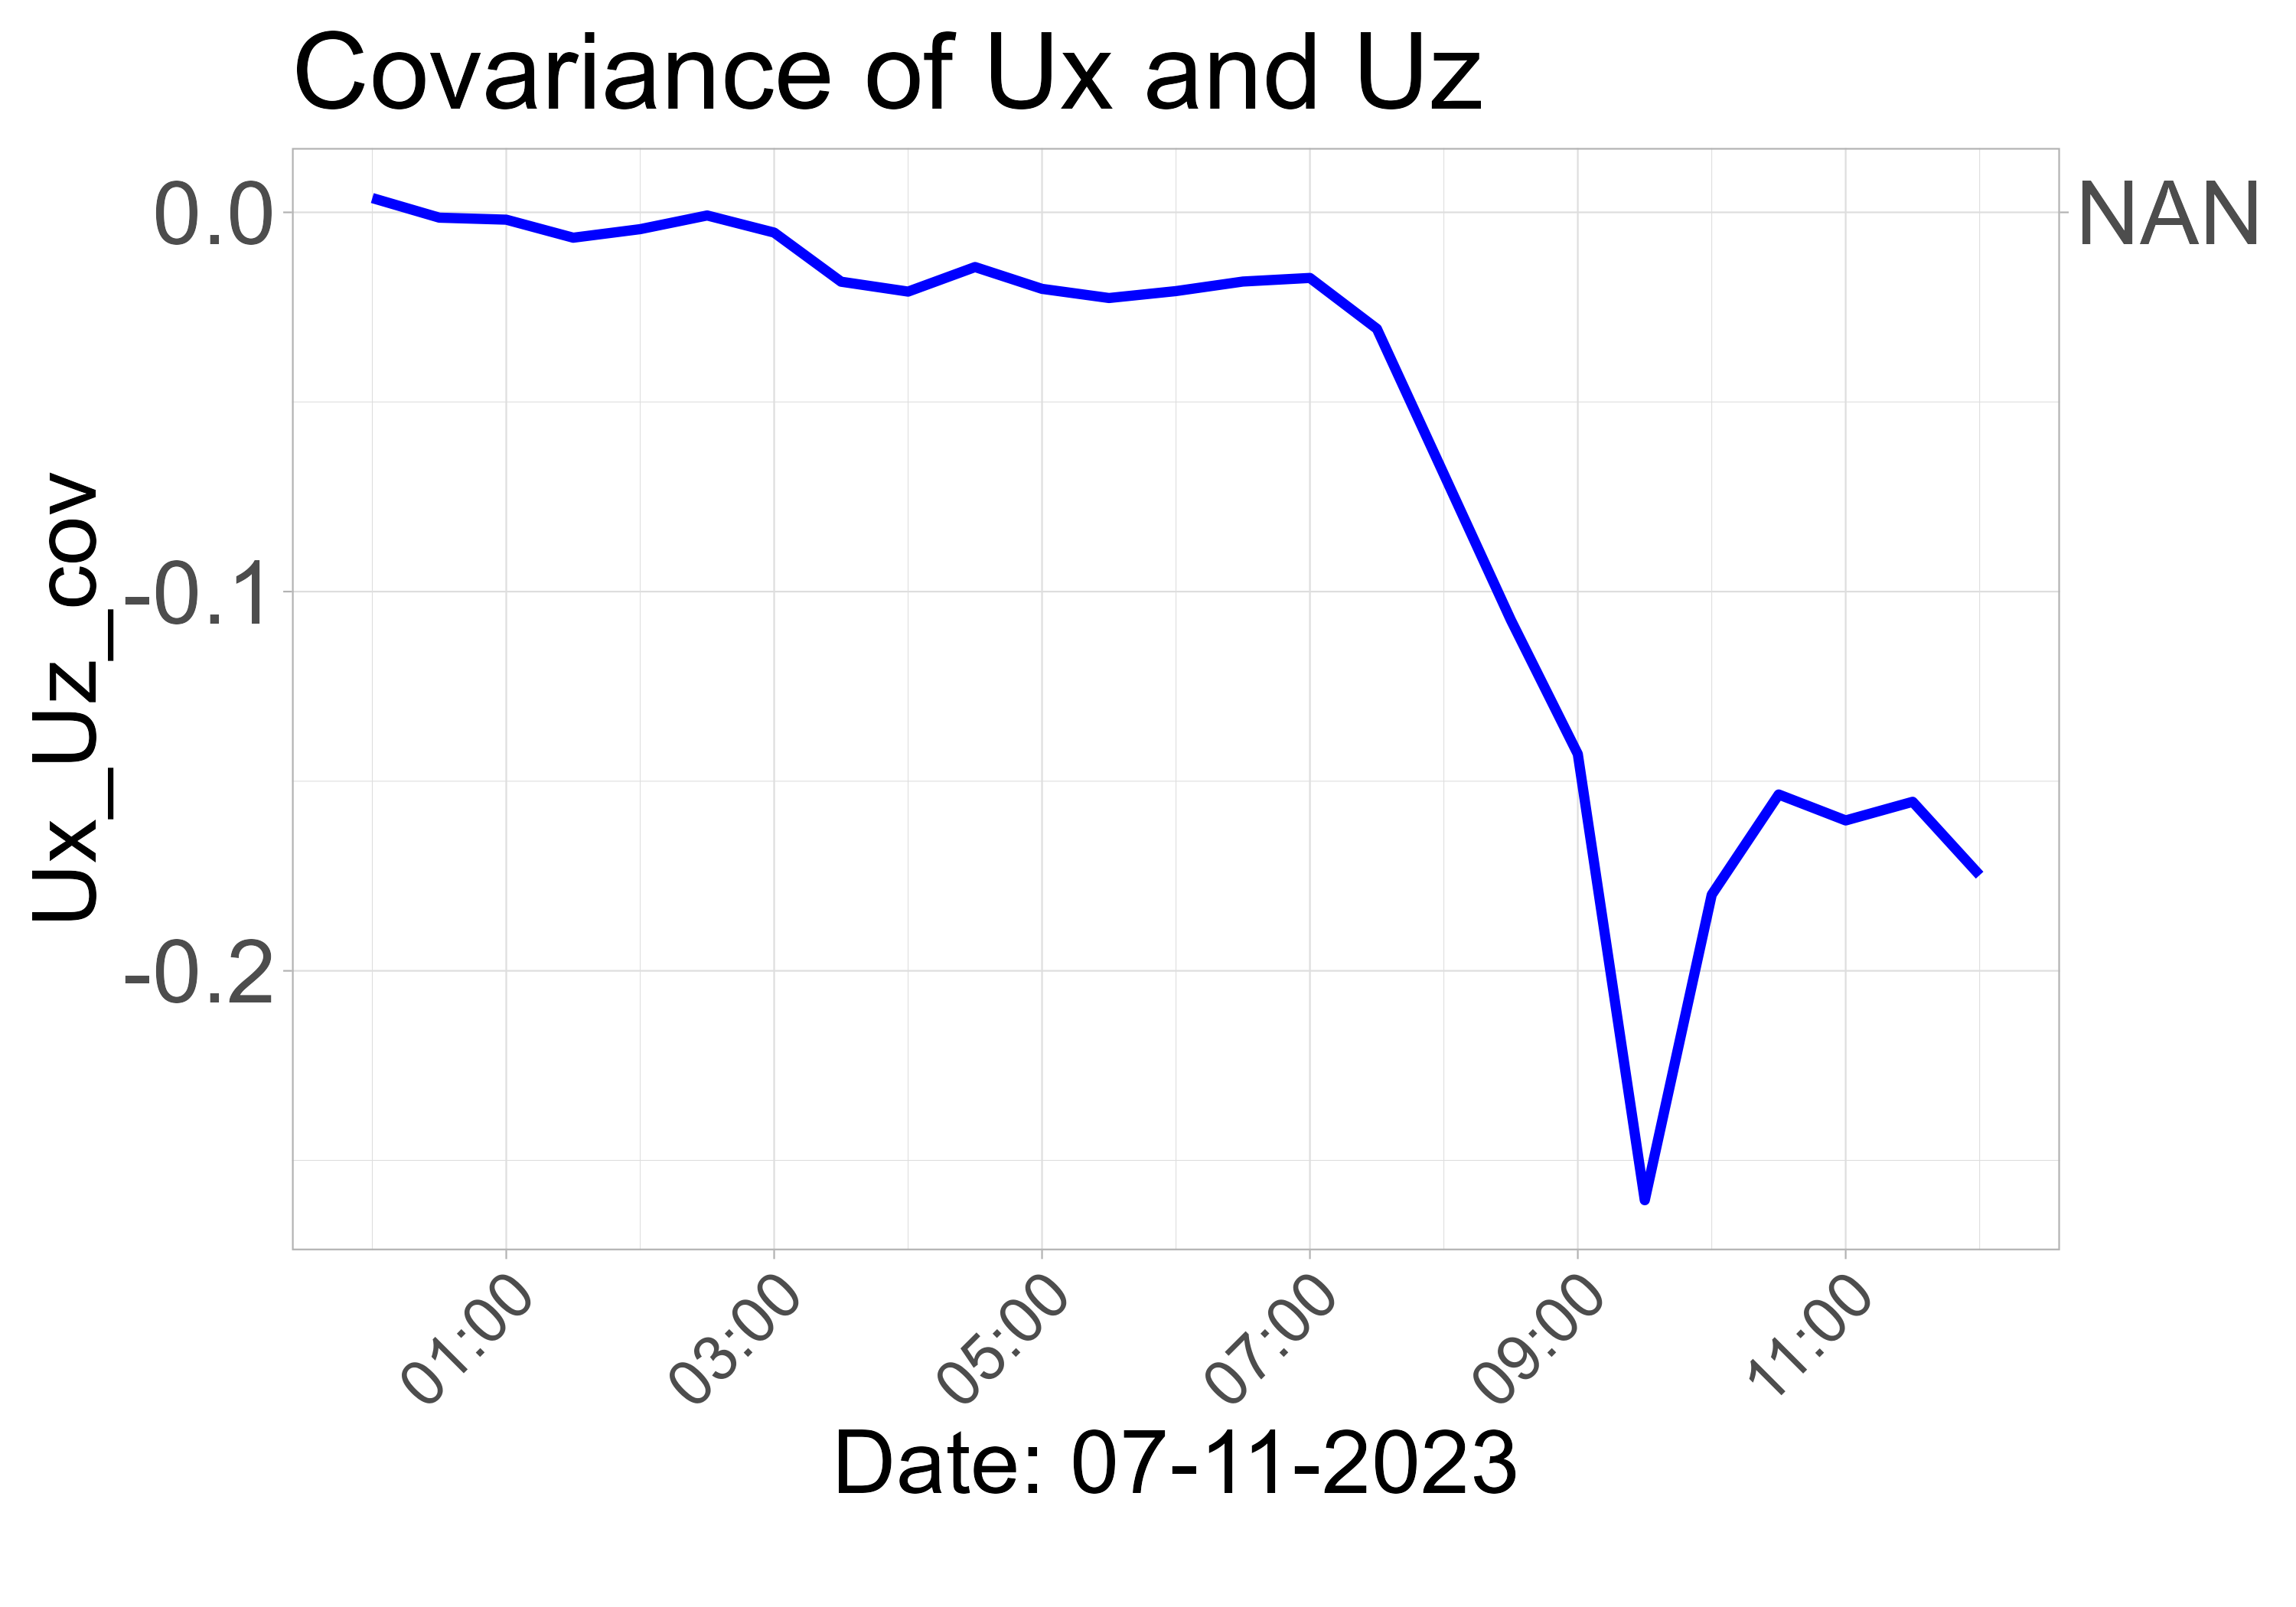 Covariance of Ux and Uz
Ux_Uz_cov
0.0
-0.1
-0.2
NAN
01:00
03:00
05:00
07:00
09:00
11:00
Date: 07-11-2023